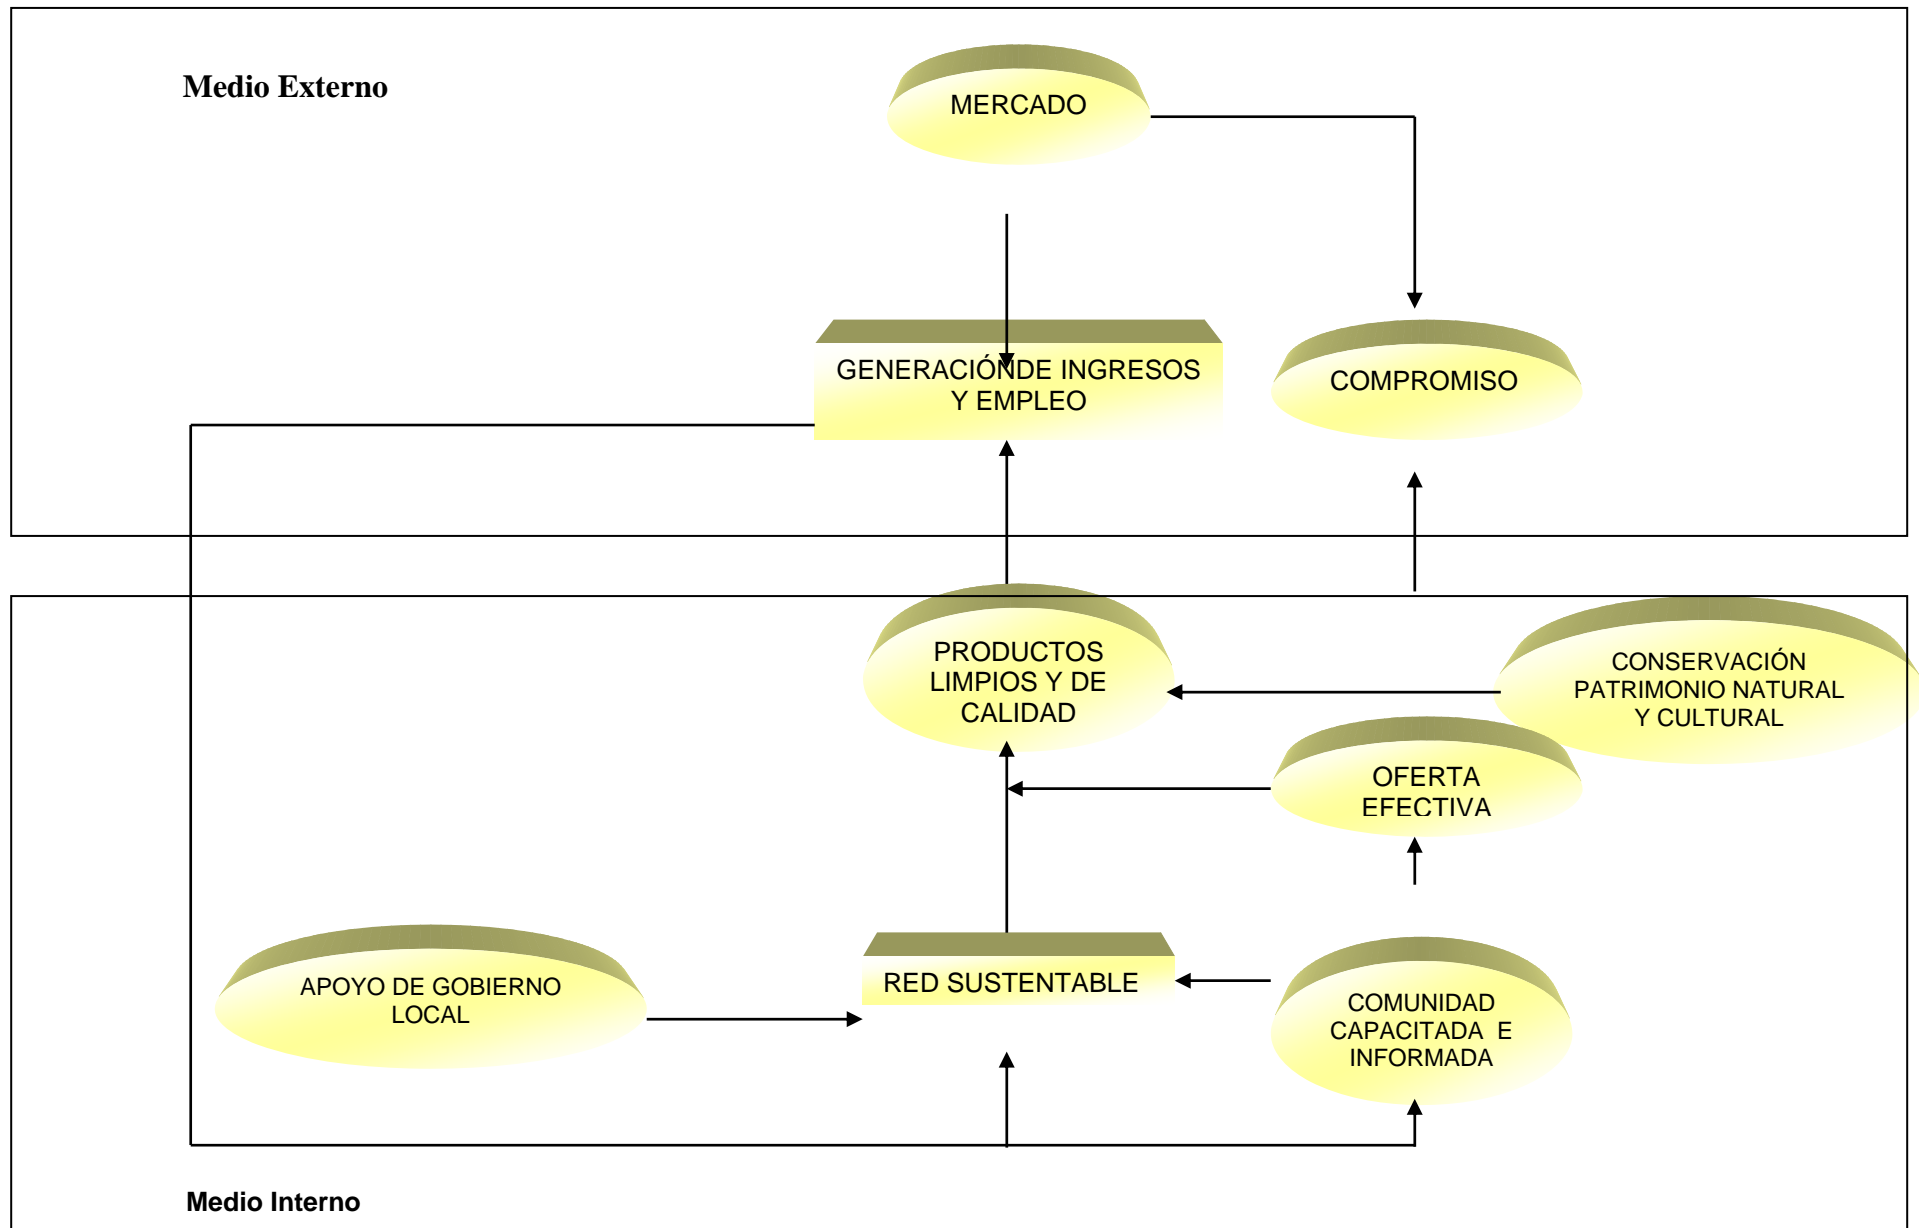 Medio Externo
MERCADO
GENERACIÓNDE INGRESOS
Y EMPLEO
COMPROMISO
PRODUCTOS
LIMPIOS Y DE
CALIDAD
CONSERVACIÓN
PATRIMONIO NATURAL
Y CULTURAL
OFERTA
EFECTIVA
APOYO DE GOBIERNO
LOCAL
RED SUSTENTABLE
COMUNIDAD
CAPACITADA  E
INFORMADA
Medio Interno